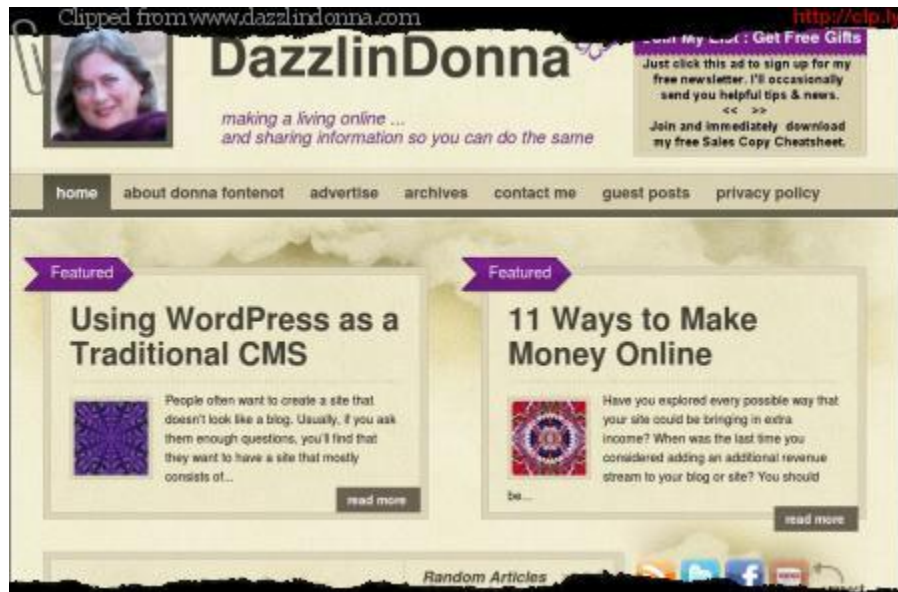 Clipped from www.dazzlindonna.com
http://clp.ly
DazzlinDonna
making a living online ...
and sharing information so you can do the same
Join My List : Get Free Gifts
Just click this ad to sign up for my
free newsletter. I'll occasionally
send you helpful tips & news.
<< >>
Join and immediately download
my free Sales Copy Cheatsheet.
home about donna fontenot advertise archives contact me guest posts privacy policy
Featured
Using WordPress as a
Traditional CMS
People often want to create a site that
doesn't look like a blog. Usually, if you ask
them enough questions, you'll find that
they want to have a site that mostly
consists of...
read more
Featured
11 Ways to Make
Money Online
Have you explored every possible way that
your site could be bringing in extra
income? When was the last time you
considered adding an additional revenue
stream to your blog or site? You should
be...
read more
Random Articles